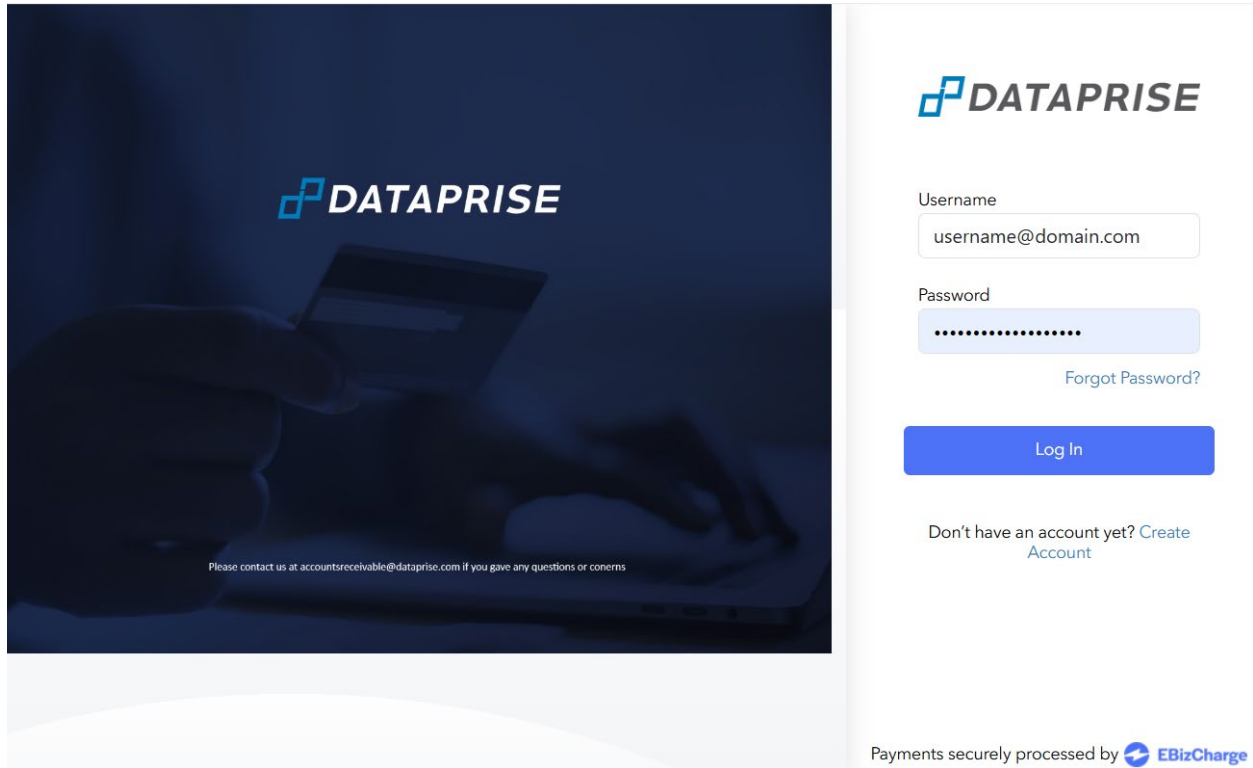 DATAPRISE
Please contact us at accountsreceivable@dataprise.com if you gave any questions or conerns
DATAPRISE
Username
username@domain.com
Password
•••••••••••••••••••
Forgot Password?
Log In
Don't have an account yet? Create
Account
Payments securely processed by EBizCharge